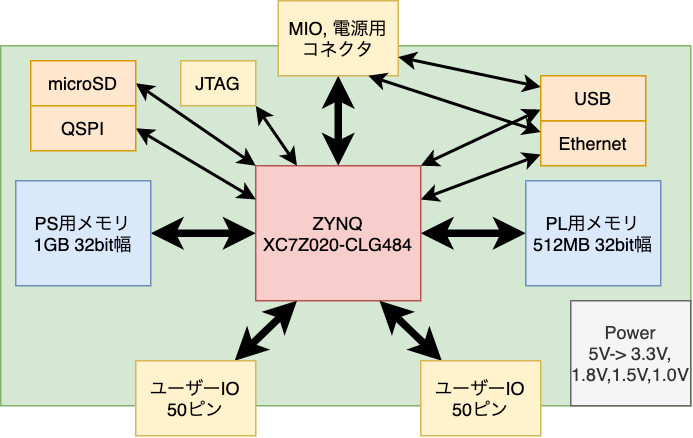 MIO, 電源用
コネクタ
microSD
QSPI
JTAG
USB
Ethernet
PS用メモリ
1GB 32bit幅
ZYNQ
XC7Z020-CLG484
PL用メモリ
512MB 32bit幅
Power
5V-> 3.3V,
1.8V,1.5V,1.0V
ユーザーIO
50ピン
ユーザーIO
50ピン